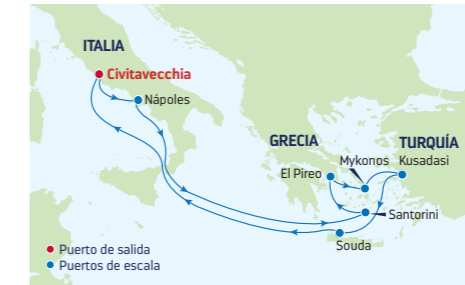 ITALIA
Civitavecchia
Nápoles
GRECIA
TURQUÍA
Mykonos
Kusadasi
El Pireo
Santorini
Souda
Puerto de salida
Puertos de escala